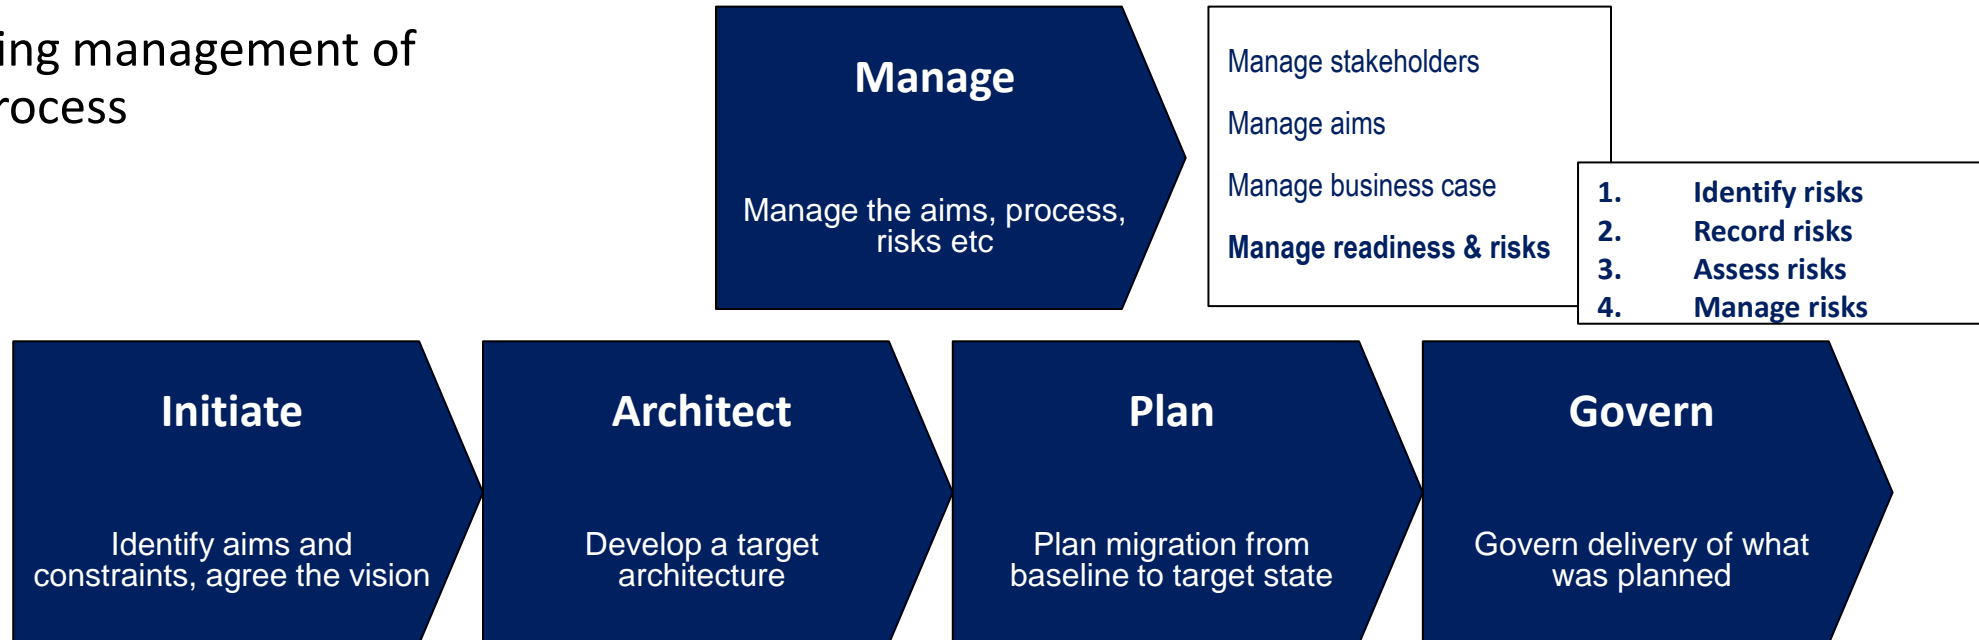 ing management of
rocess
Manage
Manage the aims, process,
risks etc
Manage stakeholders
Manage aims
Manage business case
Manage readiness & risks
1. Identify risks
2. Record risks
3. Assess risks
4. Manage risks
Initiate
Identify aims and
constraints, agree the vision
Architect
Develop a target
architecture
Plan
Plan migration from
baseline to target state
Govern
Govern delivery of what
was planned